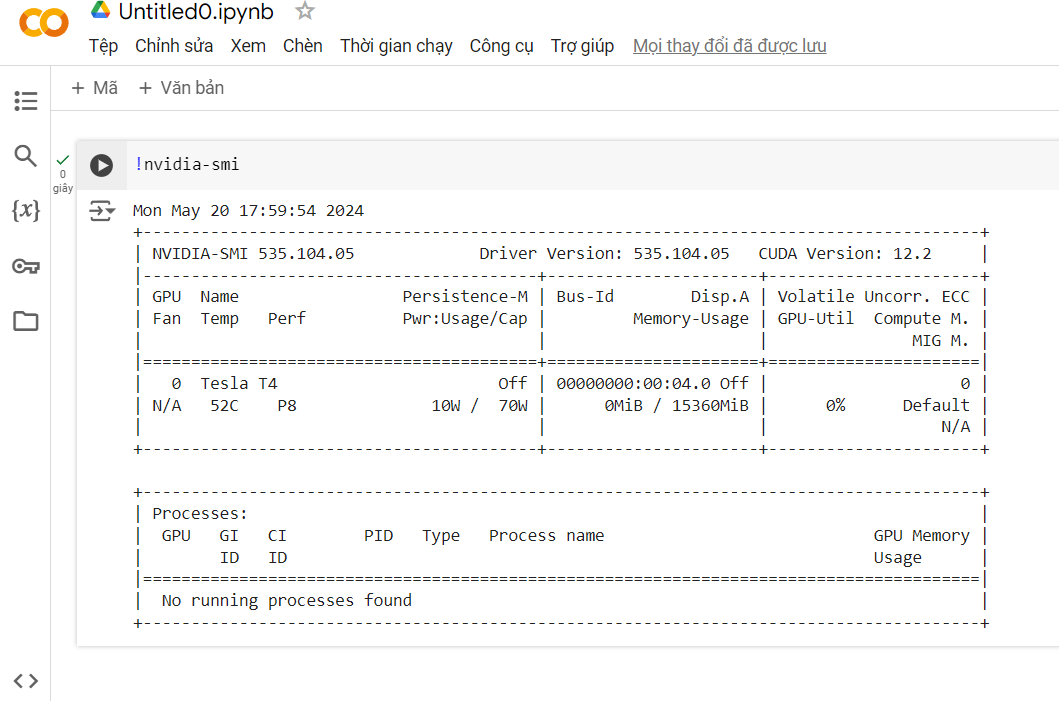 Untitled0.ipynb
Tệp Chỉnh sửa Xem Chèn Thời gian chạy Công cụ Trợ giúp Mọi thay đổi đã được lưu
+ Mã + Văn bản
0
giây
!nvidia-smi
Mon May 20 17:59:54 2024
+---------------------------------------------------------------------------------------+
| NVIDIA-SMI 535.104.05             Driver Version: 535.104.05   CUDA Version: 12.2     |
|-----------------------------------------+----------------------+----------------------+
| GPU  Name                 Persistence-M | Bus-Id        Disp.A | Volatile Uncorr. ECC |
| Fan  Temp   Perf          Pwr:Usage/Cap |         Memory-Usage | GPU-Util  Compute M. |
|                                         |                      |               MIG M. |
|=========================================+======================+======================|
|   0  Tesla T4                       Off | 00000000:00:04.0 Off |                    0 |
| N/A   52C    P8              10W /  70W |      0MiB / 15360MiB |      0%      Default |
|                                         |                      |                  N/A |
+-----------------------------------------+----------------------+----------------------+
+---------------------------------------------------------------------------------------+
| Processes:                                                                            |
|  GPU   GI   CI        PID   Type   Process name                            GPU Memory |
|        ID   ID                                                             Usage      |
|=======================================================================================|
|  No running processes found                                                           |
+---------------------------------------------------------------------------------------+